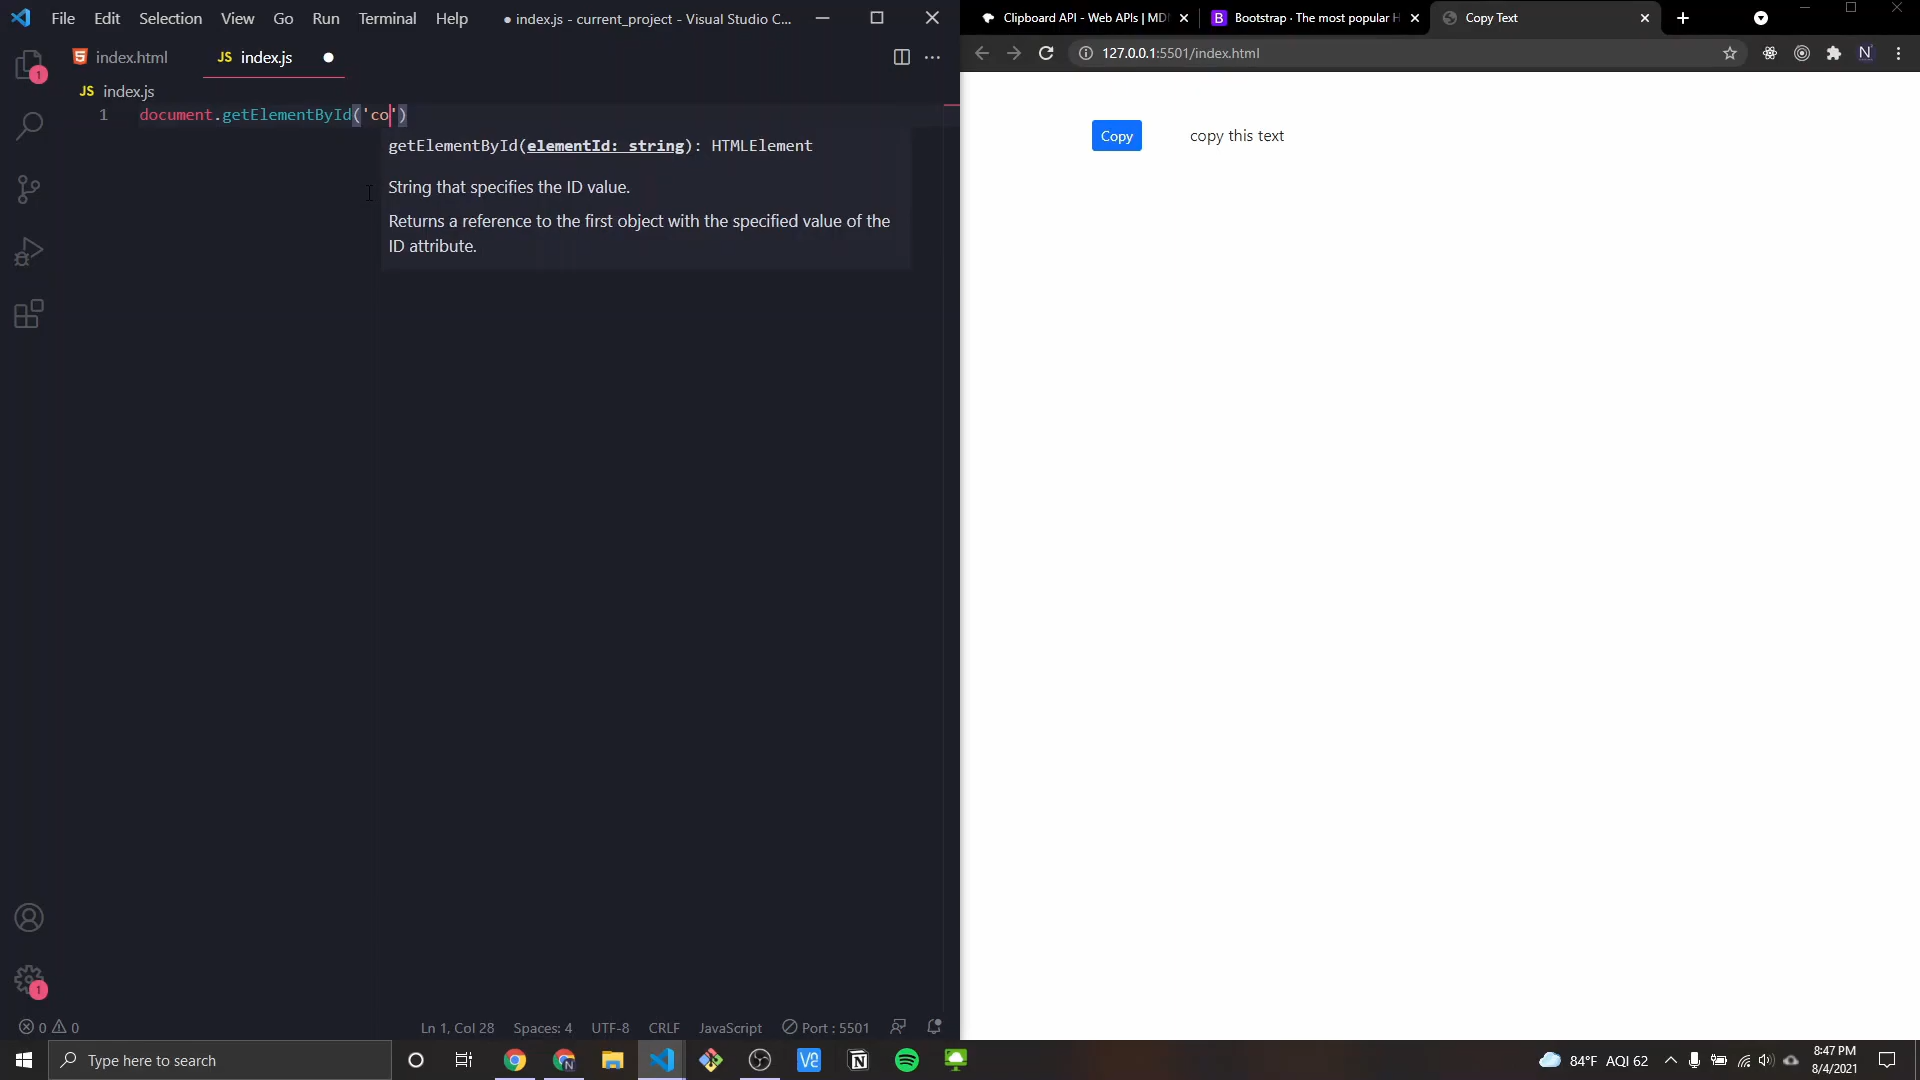 File Edit Selection View Go Run Terminal Help ● index.js - current_project - Visual Studio C...
index.html JS index.js
JS index.js
1 document.getElementById('co')
getElementById(elementId: string): HTMLElement
String that specifies the ID value.
Returns a reference to the first object with the specified value of the
ID attribute.
1
1
0 0 Ln 1, Col 28 Spaces: 4 UTF-8 CRLF JavaScript Port : 5501
Clipboard API - Web APIs | MD B Bootstrap · The most popular H Copy Text
127.0.0.1:5501/index.html N
Copy copy this text
Type here to search
84°F AQI 62
8:47 PM
8/4/2021